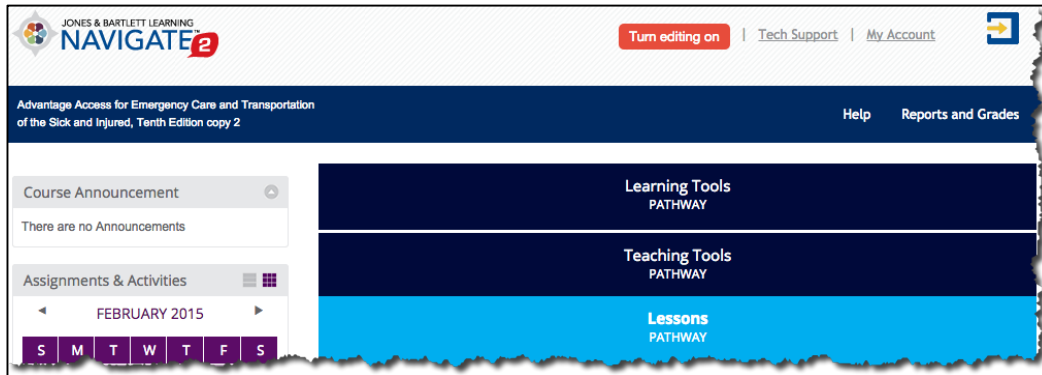 JONES & BARTLETT LEARNING
NAVIGATE 2
Turn editing on | Tech Support | My Account
Advantage Access for Emergency Care and Transportation
of the Sick and Injured, Tenth Edition copy 2
Help Reports and Grades
Course Announcement
There are no Announcements
Assignments & Activities
FEBRUARY 2015
S M T W T F S
Learning Tools
PATHWAY
Teaching Tools
PATHWAY
Lessons
PATHWAY